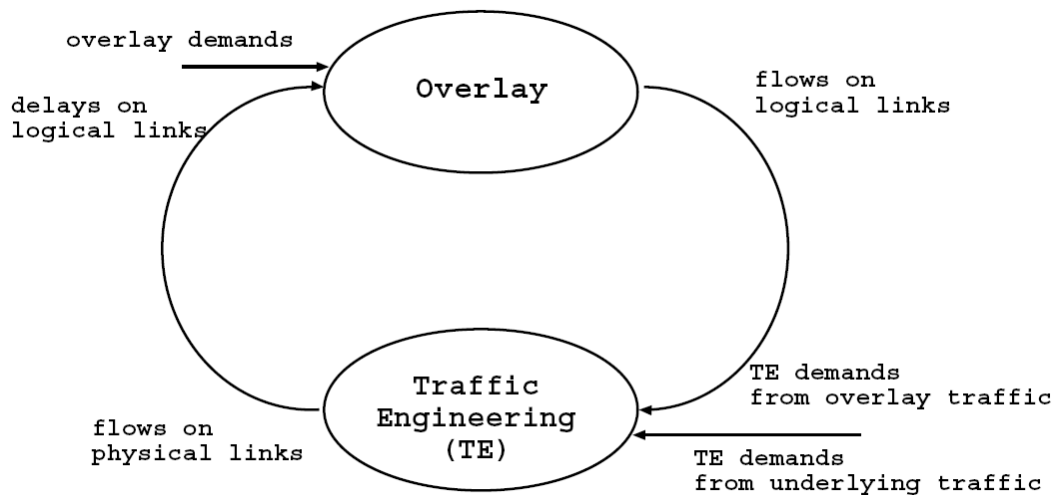 overlay demands
Overlay
flows on
logical links
delays on
logical links
Traffic
Engineering
(TE)
TE demands
from overlay traffic
flows on
physical links
TE demands
from underlying traffic